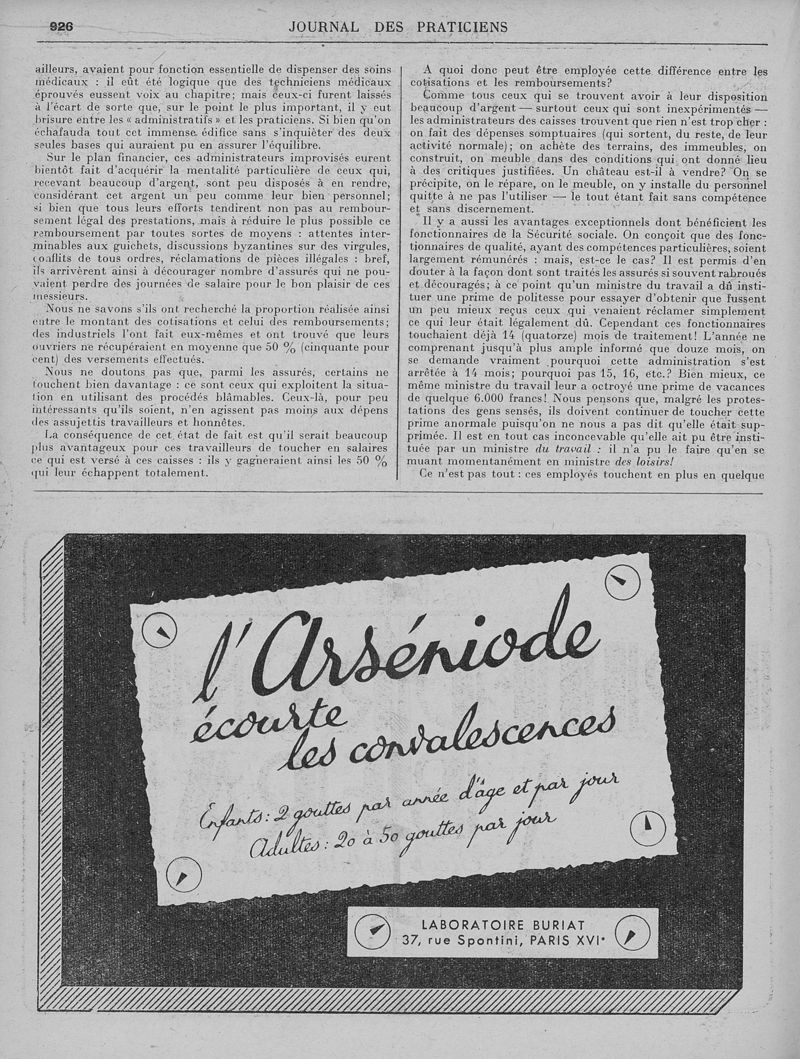 926
JOURNAL DES PRATICIENS
ailleurs, avaient pour fonction essentielle de dispenser des soins
médicaux : il eût été logique que des techniciens médicaux
éprouvés eussent voix au chapitre; mais ceux-ci furent laissés
à l'écart de sorte que, sur le point le plus important, il y eut
brisure entre les « administratifs » et les praticiens. Si bien qu'on
échafauda tout cet immense édifice sans s'inquiéter des deux
seules bases qui auraient pu en assurer l'équilibre.
Sur le plan financier, ces administrateurs improvisés eurent
bientôt fait d'acquérir la mentalité particulière de ceux qui,
recevant beaucoup d'argent, sont peu disposés à en rendre,
considérant cet argent un peu comme leur bien personnel;
si bien que tous leurs efforts tendirent non pas au rembour-
sement légal des prestations, mais à réduire le plus possible ce
remboursement par toutes sortes de moyens : attentes inter-
minables aux guichets, discussions byzantines sur des virgules,
conflits de tous ordres, réclamations de pièces illégales : bref,
ils arrivèrent ainsi à décourager nombre d'assurés qui ne pou-
vaient perdre des journées de salaire pour le bon plaisir de ces
messieurs.
Nous ne savons s'ils ont recherché la proportion réalisée ainsi
entre le montant des cotisations et celui des remboursements;
des industriels l'ont fait eux-mêmes et ont trouvé que leurs
ouvriers ne récupéraient en moyenne que 50 % (cinquante pour
cent) des versements effectués.
Nous ne doutons pas que, parmi les assurés, certains ne
touchent bien davantage : ce sont ceux qui exploitent la situa-
tion en utilisant des procédés blâmables. Ceux-là, pour peu
intéressants qu'ils soient, n'en agissent pas moins aux dépens
des assujettis travailleurs et honnêtes.
La conséquence de cet état de fait est qu'il serait beaucoup
plus avantageux pour ces travailleurs de toucher en salaires
ce qui est versé à ces caisses : ils y gagneraient ainsi les 50 %
qui leur échappent totalement.
A quoi donc peut être employée cette différence entre les
cotisations et les remboursements?
Comme tous ceux qui se trouvent avoir à leur disposition
beaucoup d'argent — surtout ceux qui sont inexpérimentés —
les administrateurs des caisses trouvent que rien n'est trop cher :
on fait des dépenses somptuaires (qui sortent, du reste, de leur
activité normale); on achète des terrains, des immeubles, on
construit, on meuble dans des conditions qui ont donné lieu
à des critiques justifiées. Un château est-il à vendre? On se
précipite, on le répare, on le meuble, on y installe du personnel
quitte à ne pas l'utiliser — le tout étant fait sans compétence
et sans discernement.
Il y a aussi les avantages exceptionnels dont bénéficient les
fonctionnaires de la Sécurité sociale. On conçoit que des fonc-
tionnaires de qualité, ayant des compétences particulières, soient
largement rémunérés : mais, est-ce le cas? Il est permis d'en
douter à la façon dont sont traités les assurés si souvent rabroués
et découragés; à ce point qu'un ministre du travail a dû insti-
tuer une prime de politesse pour essayer d'obtenir que fussent
un peu mieux reçus ceux qui venaient réclamer simplement
ce qui leur était légalement dû. Cependant ces fonctionnaires
touchaient déjà 14 (quatorze) mois de traitement! L'année ne
comprenant jusqu'à plus ample informé que douze mois, on
se demande vraiment pourquoi cette administration s'est
arrêtée à 14 mois; pourquoi pas 15, 16, etc.? Bien mieux, ce
même ministre du travail leur a octroyé une prime de vacances
de quelque 6.000 francs! Nous pensons que, malgré les protes-
tations des gens sensés, ils doivent continuer de toucher cette
prime anormale puisqu'on ne nous a pas dit qu'elle était sup-
primée. Il est en tout cas inconcevable qu'elle ait pu être insti-
tuée par un ministre du travail : il n'a pu le faire qu'en se
muant momentanément en ministre des loisirs!
Ce n'est pas tout : ces employés touchent en plus en quelque
l'Arséniode
écourte
les convalescences
Enfants : 2 gouttes par année d'âge et par jour
Adultes : 20 à 50 gouttes par jour
LABORATOIRE BURIAT
37, rue Spontini, PARIS XVIe